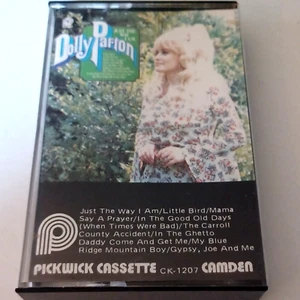 Dolly Parton
Just The Way I Am/Little Bird/Mama
Say A Prayer/In The Good Old Days
(When Times Were Bad)/The Carroll
County Accident/In The Ghetto
Daddy Come And Get Me/My Blue
Ridge Mountain Boy/Gypsy, Joe And Me
PICKWICK CASSETTE CK-1207 CAMDEN